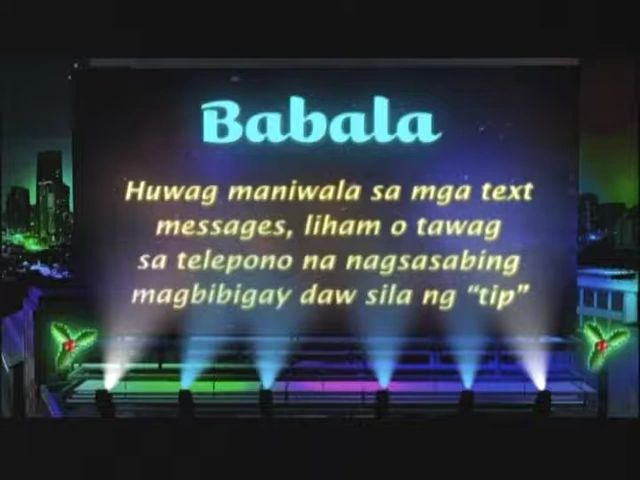 Babala
Huwag maniwala sa mga text
messages, liham o tawag
sa telepono na nagsasabing
magbibigay daw sila ng “tip”